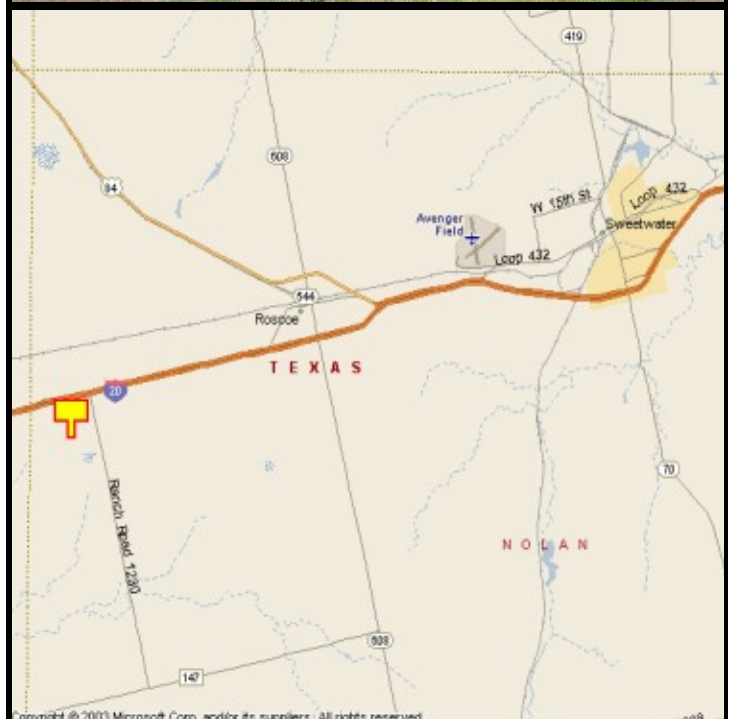 419
608
84
W 15th St
Loop 432
Avenger
Field
Sweetwater
Loop 432
544
Roscoe
TEXAS
20
Ranch Road 1230
70
NOLAN
608
147
Copyright © 2003 Microsoft Corp. and/or its suppliers. All rights reserved.